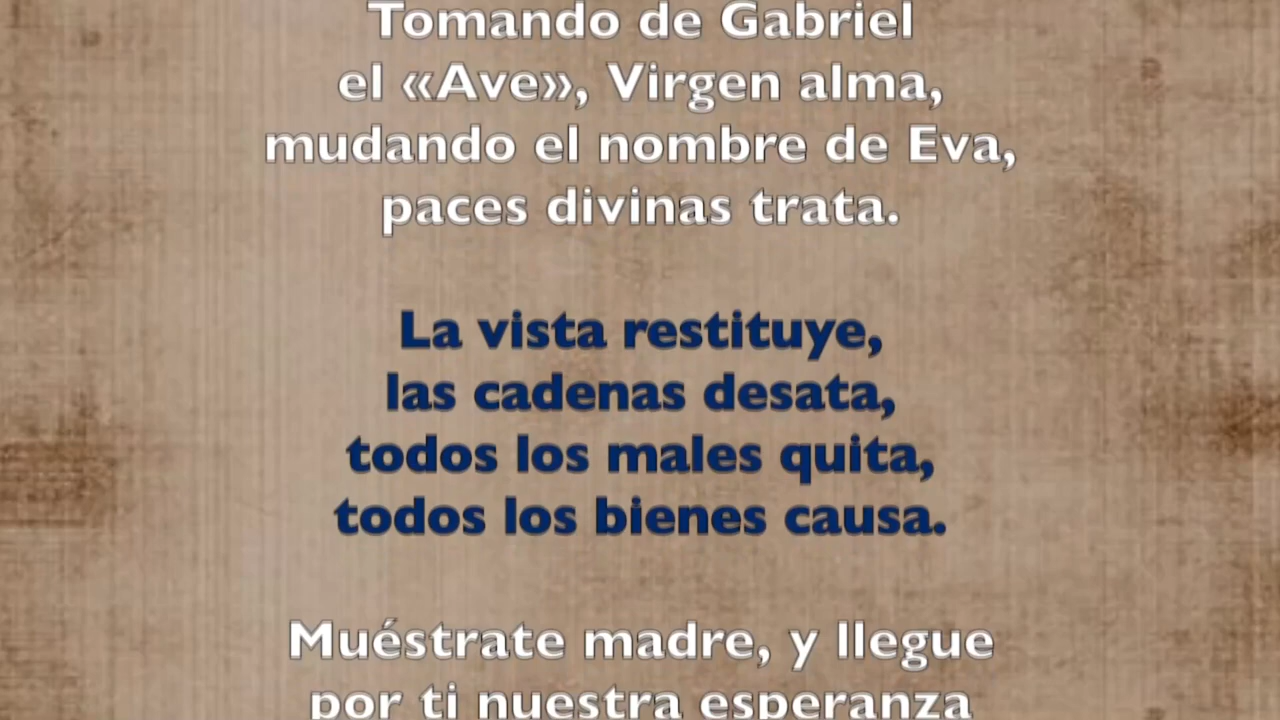 Tomando de Gabriel
el «Ave», Virgen alma,
mudando el nombre de Eva,
paces divinas trata.
La vista restituye,
las cadenas desata,
todos los males quita,
todos los bienes causa.
Muéstrate madre, y llegue
por ti nuestra esperanza